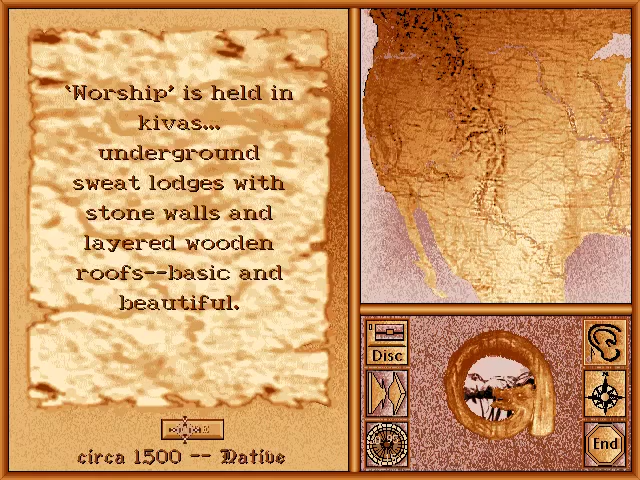 'Worship' is held in
kivas...
underground
sweat lodges with
stone walls and
layered wooden
roofs--basic and
beautiful.
circa 1500 -- Native
Disc
End